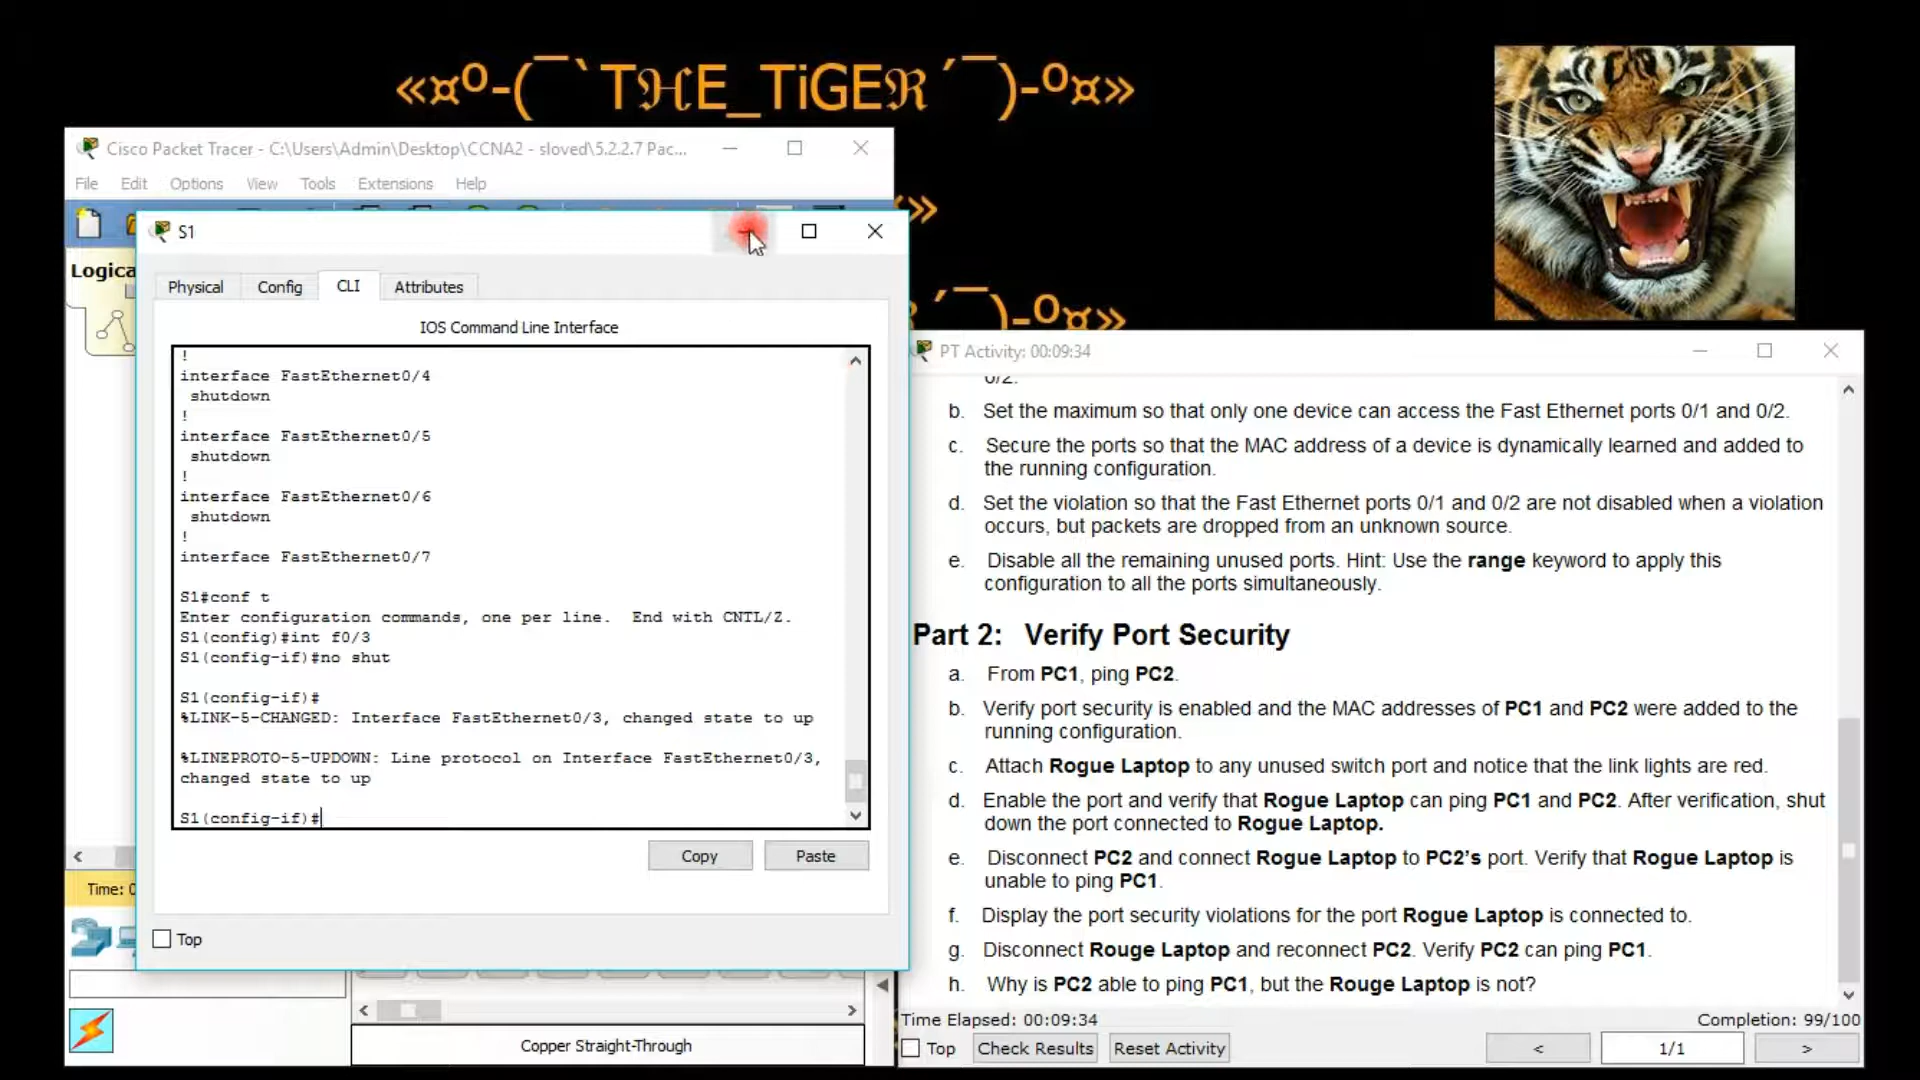 «¤º-(¯`TℋE_TiGEℜ´¯)-º¤»
Cisco Packet Tracer - C:\Users\Admin\Desktop\CCNA2 - sloved\5.2.2.7 Pac...
File Edit Options View Tools Extensions Help
»
S1
Logica
Physical Config CLI Attributes
´¯)-º¤»
IOS Command Line Interface
!
interface FastEthernet0/4
shutdown
!
interface FastEthernet0/5
shutdown
!
interface FastEthernet0/6
shutdown
!
interface FastEthernet0/7
S1#conf t
Enter configuration commands, one per line. End with CNTL/Z.
S1(config)#int f0/3
S1(config-if)#no shut
S1(config-if)#
%LINK-5-CHANGED: Interface FastEthernet0/3, changed state to up
%LINEPROTO-5-UPDOWN: Line protocol on Interface FastEthernet0/3,
changed state to up
S1(config-if)#
Copy Paste
Top
Time: 0
Copper Straight-Through
PT Activity: 00:09:34
0/2.
b. Set the maximum so that only one device can access the Fast Ethernet ports 0/1 and 0/2.
c. Secure the ports so that the MAC address of a device is dynamically learned and added to
the running configuration.
d. Set the violation so that the Fast Ethernet ports 0/1 and 0/2 are not disabled when a violation
occurs, but packets are dropped from an unknown source.
e. Disable all the remaining unused ports. Hint: Use the range keyword to apply this
configuration to all the ports simultaneously.
Part 2: Verify Port Security
a. From PC1, ping PC2.
b. Verify port security is enabled and the MAC addresses of PC1 and PC2 were added to the
running configuration.
c. Attach Rogue Laptop to any unused switch port and notice that the link lights are red.
d. Enable the port and verify that Rogue Laptop can ping PC1 and PC2. After verification, shut
down the port connected to Rogue Laptop.
e. Disconnect PC2 and connect Rogue Laptop to PC2’s port. Verify that Rogue Laptop is
unable to ping PC1.
f. Display the port security violations for the port Rogue Laptop is connected to.
g. Disconnect Rouge Laptop and reconnect PC2. Verify PC2 can ping PC1.
h. Why is PC2 able to ping PC1, but the Rouge Laptop is not?
Time Elapsed: 00:09:34 Completion: 99/100
Top Check Results Reset Activity < 1/1 >